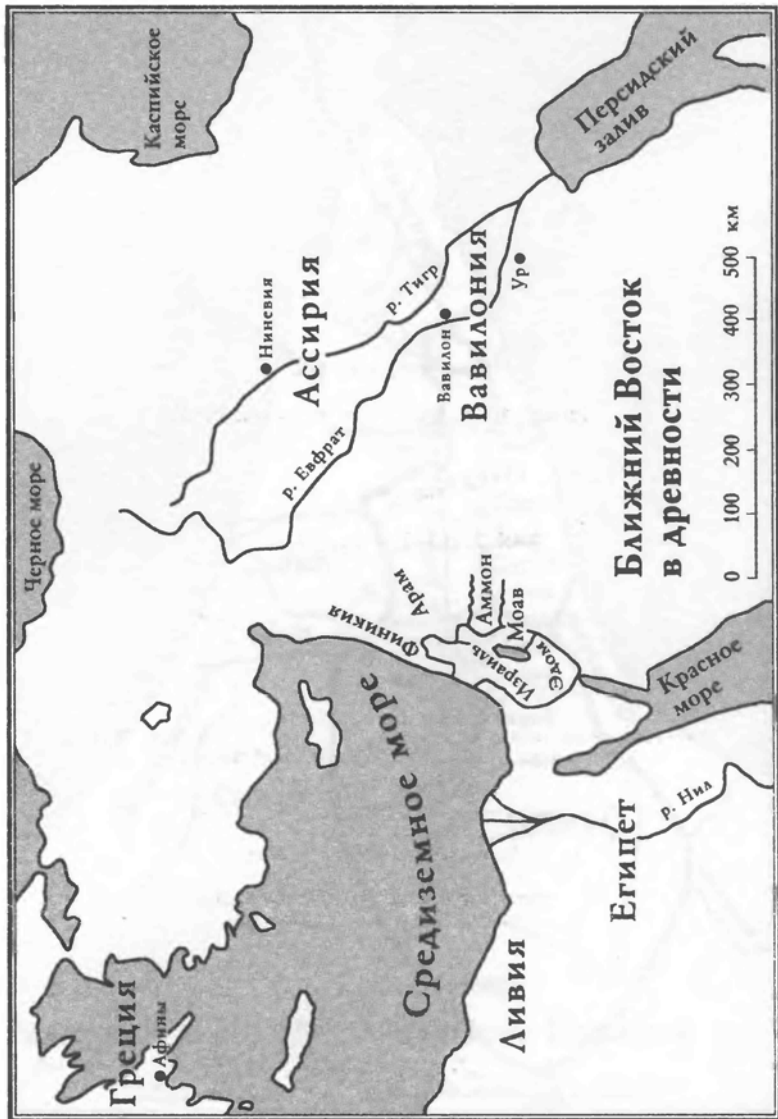 Греция
Афины
Черное море
Каспийское
море
Средиземное море
Финикия
Арам
Ниневия
Ассирия
р. Тигр
р. Евфрат
Вавилон
Вавилония
Ур
Персидский
залив
Израиль
Аммон
Моав
Эдом
Ливия
Египет
р. Нил
Красное
море
Ближний Восток
в древности
0 100 200 300 400 500 км